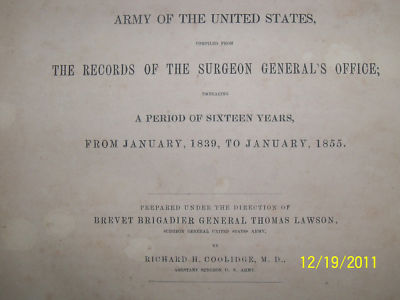 ARMY OF THE UNITED STATES,
COMPILED FROM
THE RECORDS OF THE SURGEON GENERAL'S OFFICE;
EMBRACING
A PERIOD OF SIXTEEN YEARS,
FROM JANUARY, 1839, TO JANUARY, 1855.
PREPARED UNDER THE DIRECTION OF
BREVET BRIGADIER GENERAL THOMAS LAWSON,
SURGEON GENERAL UNITED STATES ARMY,
BY
RICHARD H. COOLIDGE, M. D.,
ASSISTANT SURGEON U. S. ARMY.
12/19/2011